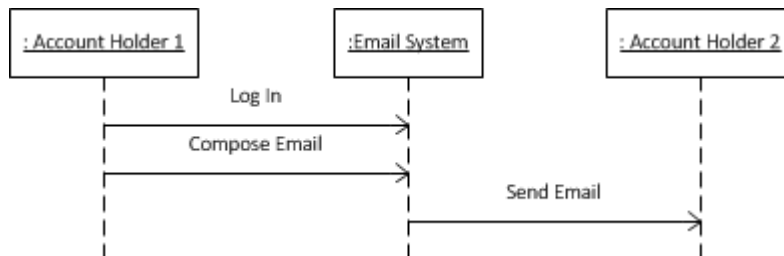 : Account Holder 1
:Email System
: Account Holder 2
Log In
Compose Email
Send Email